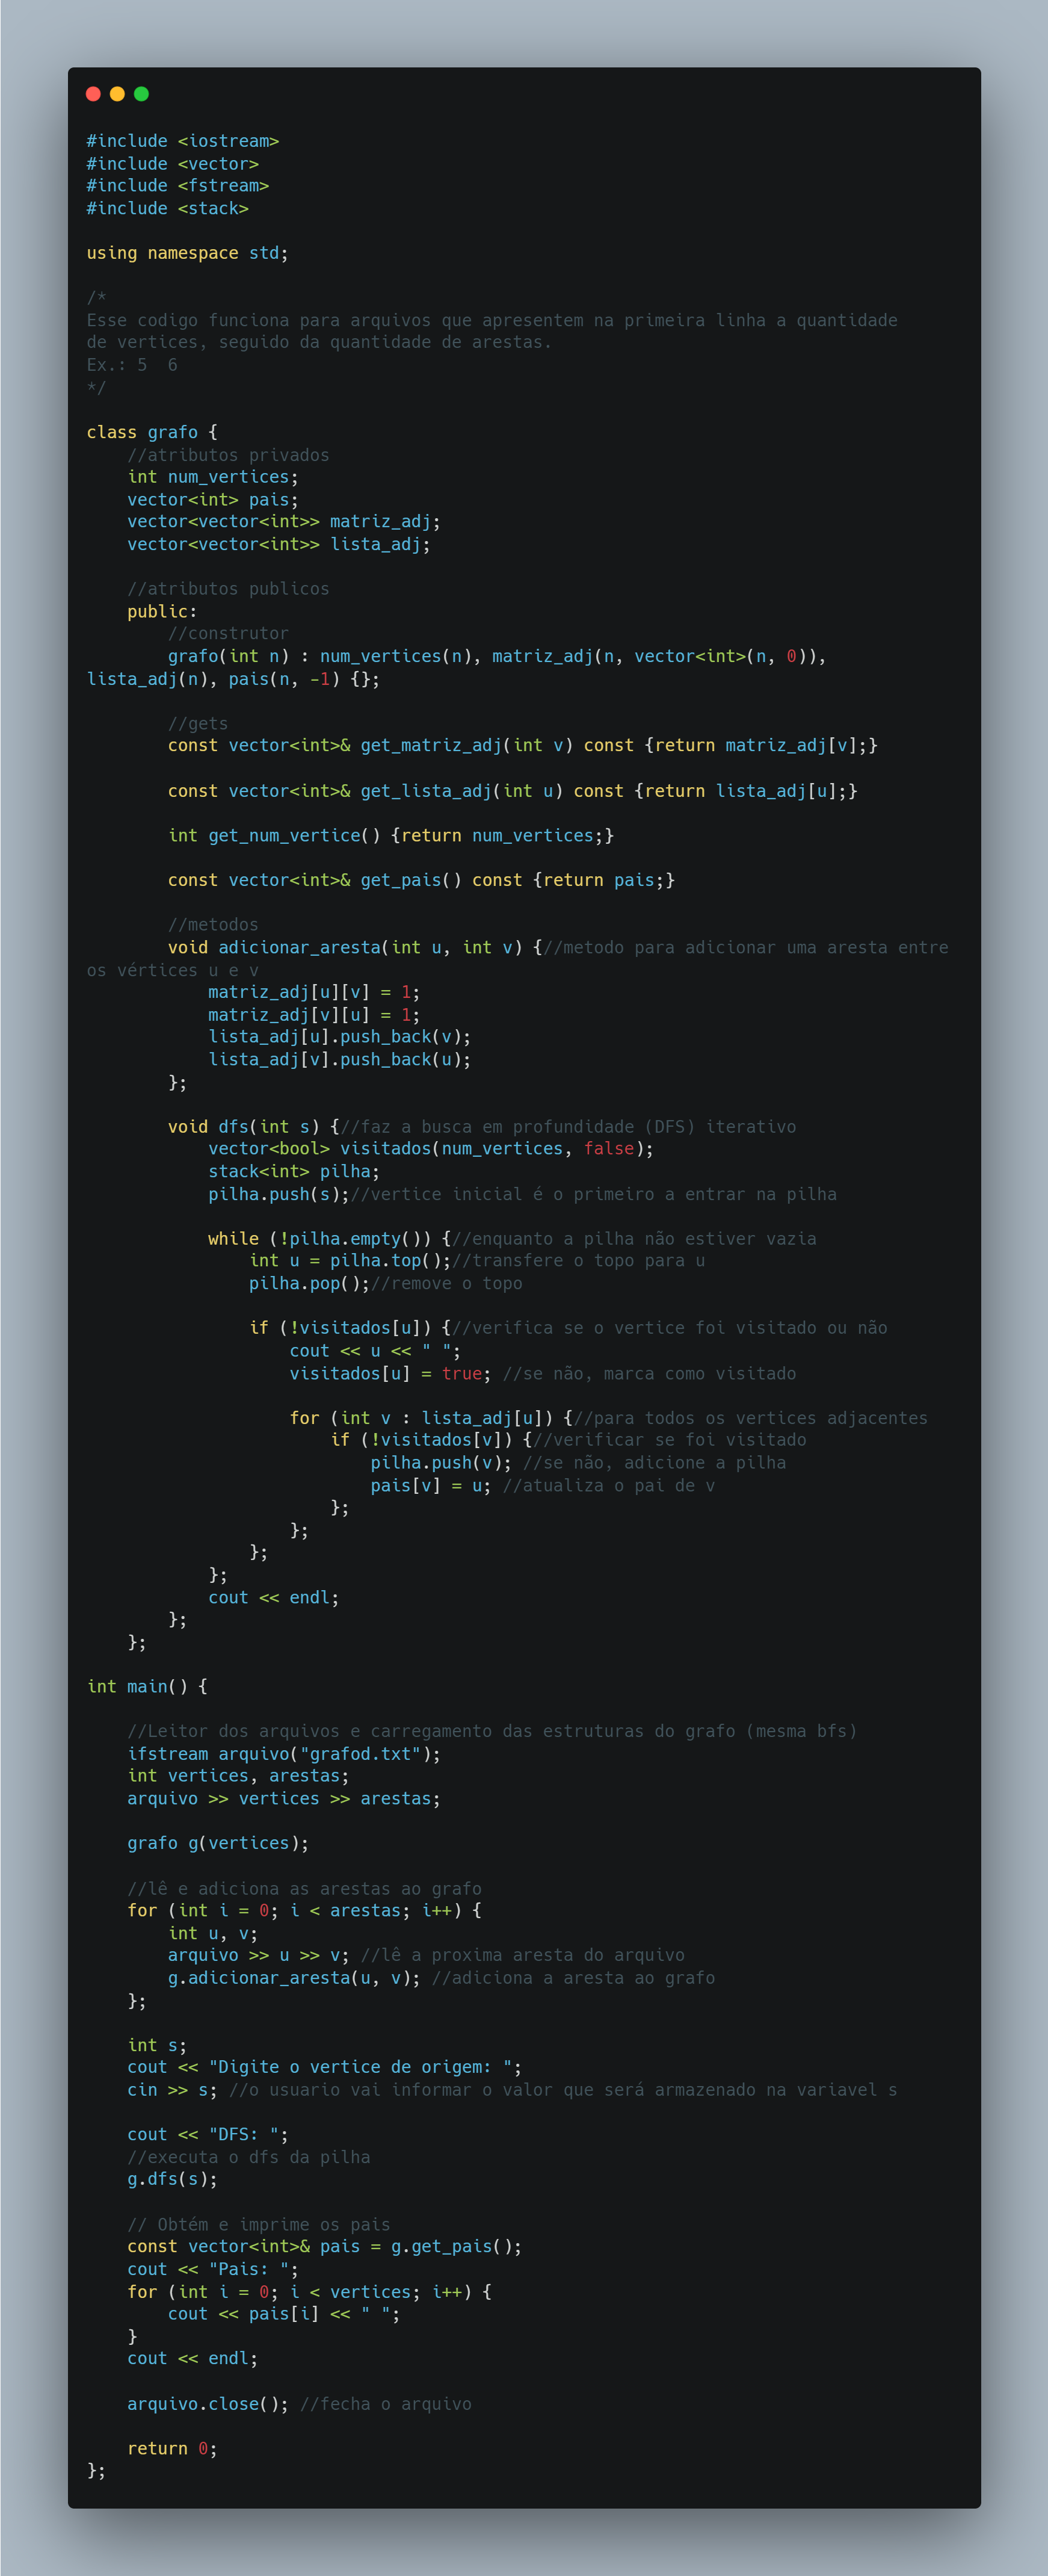 #include <iostream>
#include <vector>
#include <fstream>
#include <stack>

using namespace std;

/*
Esse codigo funciona para arquivos que apresentem na primeira linha a quantidade
de vertices, seguido da quantidade de arestas.
Ex.: 5  6
*/

class grafo {
    //atributos privados
    int num_vertices;
    vector<int> pais;
    vector<vector<int>> matriz_adj;
    vector<vector<int>> lista_adj;

    //atributos publicos
    public:
        //construtor
        grafo(int n) : num_vertices(n), matriz_adj(n, vector<int>(n, 0)),
lista_adj(n), pais(n, -1) {};

        //gets
        const vector<int>& get_matriz_adj(int v) const {return matriz_adj[v];}

        const vector<int>& get_lista_adj(int u) const {return lista_adj[u];}

        int get_num_vertice() {return num_vertices;}

        const vector<int>& get_pais() const {return pais;}

        //metodos
        void adicionar_aresta(int u, int v) {//metodo para adicionar uma aresta entre
os vértices u e v
            matriz_adj[u][v] = 1;
            matriz_adj[v][u] = 1;
            lista_adj[u].push_back(v);
            lista_adj[v].push_back(u);
        };

        void dfs(int s) {//faz a busca em profundidade (DFS) iterativo
            vector<bool> visitados(num_vertices, false);
            stack<int> pilha;
            pilha.push(s);//vertice inicial é o primeiro a entrar na pilha

            while (!pilha.empty()) {//enquanto a pilha não estiver vazia
                int u = pilha.top();//transfere o topo para u
                pilha.pop();//remove o topo

                if (!visitados[u]) {//verifica se o vertice foi visitado ou não
                    cout << u << " ";
                    visitados[u] = true; //se não, marca como visitado

                    for (int v : lista_adj[u]) {//para todos os vertices adjacentes
                        if (!visitados[v]) {//verificar se foi visitado
                            pilha.push(v); //se não, adicione a pilha
                            pais[v] = u; //atualiza o pai de v
                        };
                    };
                };
            };
            cout << endl;
        };
    };

int main() {

    //Leitor dos arquivos e carregamento das estruturas do grafo (mesma bfs)
    ifstream arquivo("grafod.txt");
    int vertices, arestas;
    arquivo >> vertices >> arestas;

    grafo g(vertices);

    //lê e adiciona as arestas ao grafo
    for (int i = 0; i < arestas; i++) {
        int u, v;
        arquivo >> u >> v; //lê a proxima aresta do arquivo
        g.adicionar_aresta(u, v); //adiciona a aresta ao grafo
    };

    int s;
    cout << "Digite o vertice de origem: ";
    cin >> s; //o usuario vai informar o valor que será armazenado na variavel s

    cout << "DFS: ";
    //executa o dfs da pilha
    g.dfs(s);

    // Obtém e imprime os pais
    const vector<int>& pais = g.get_pais();
    cout << "Pais: ";
    for (int i = 0; i < vertices; i++) {
        cout << pais[i] << " ";
    }
    cout << endl;

    arquivo.close(); //fecha o arquivo

    return 0;
};